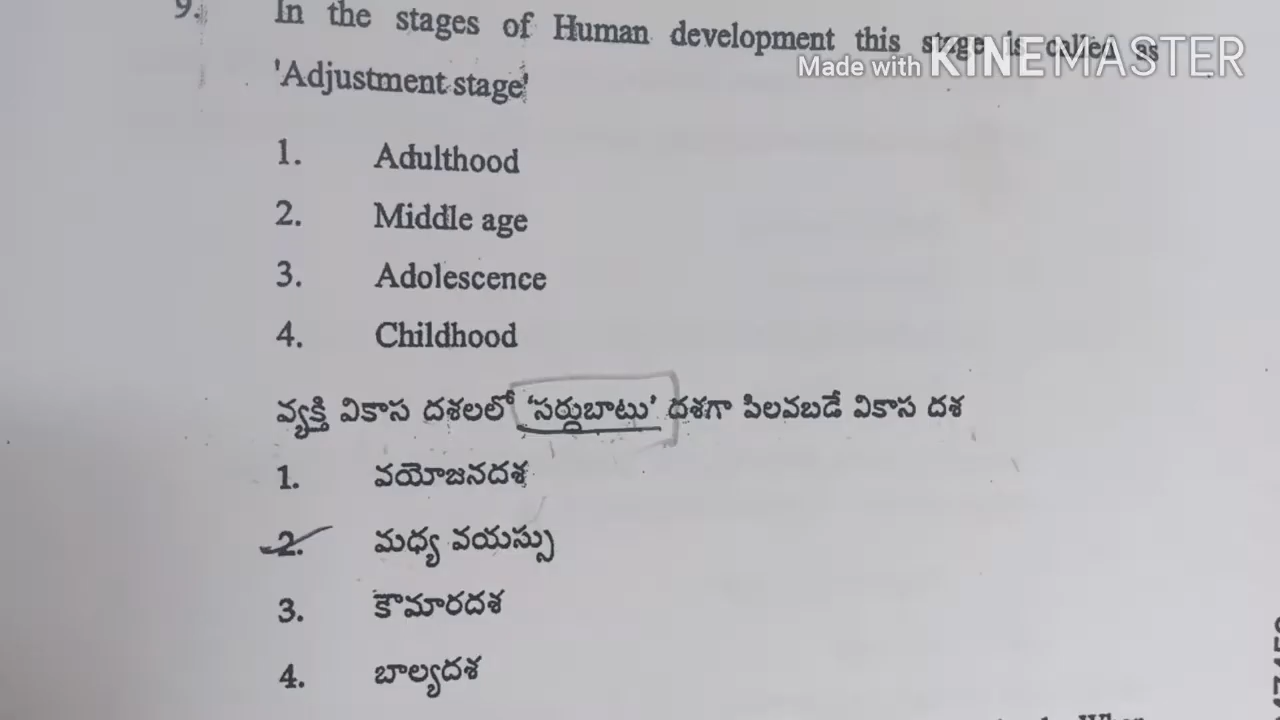 9. In the stages of Human development this stage is called as
Made with KINEMASTER
'Adjustment stage'
1. Adulthood
2. Middle age
3. Adolescence
4. Childhood
వ్యక్తి వికాస దశలలో 'సర్దుబాటు' దశగా పిలవబడే వికాస దశ
1. వయోజనదశ
2. మధ్య వయస్సు
3. కౌమారదశ
4. బాల్యదశ